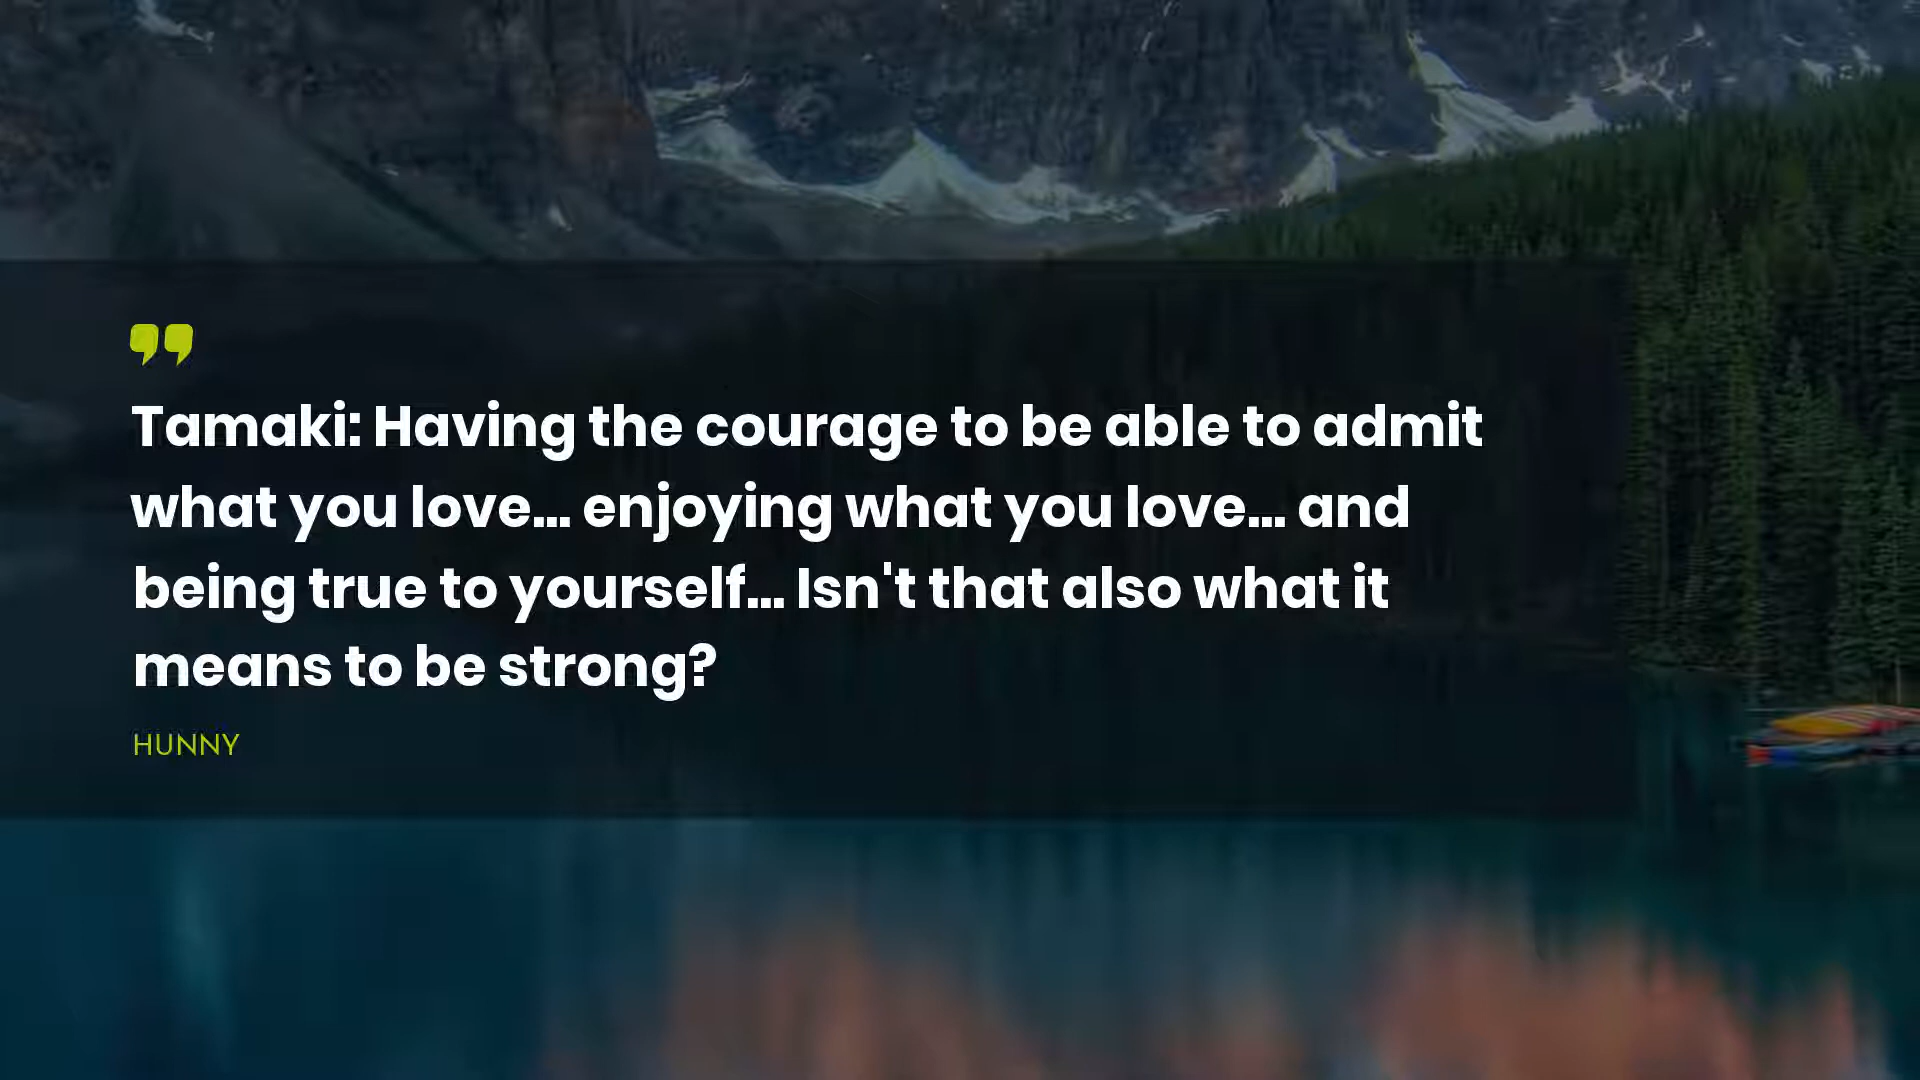 Tamaki: Having the courage to be able to admit
what you love... enjoying what you love... and
being true to yourself... Isn't that also what it
means to be strong?
HUNNY